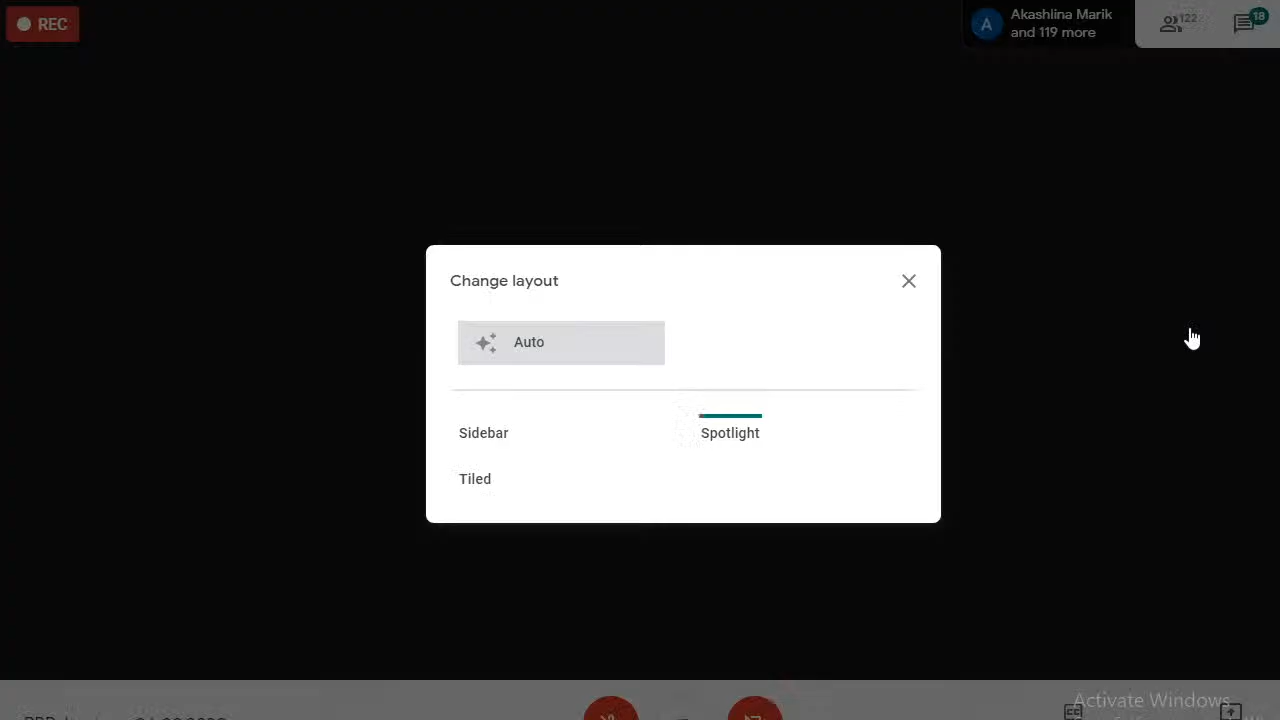 REC
A
Akashlina Marik
and 119 more
122
18
Change layout
Auto
Sidebar
Spotlight
Tiled
Activate Windows